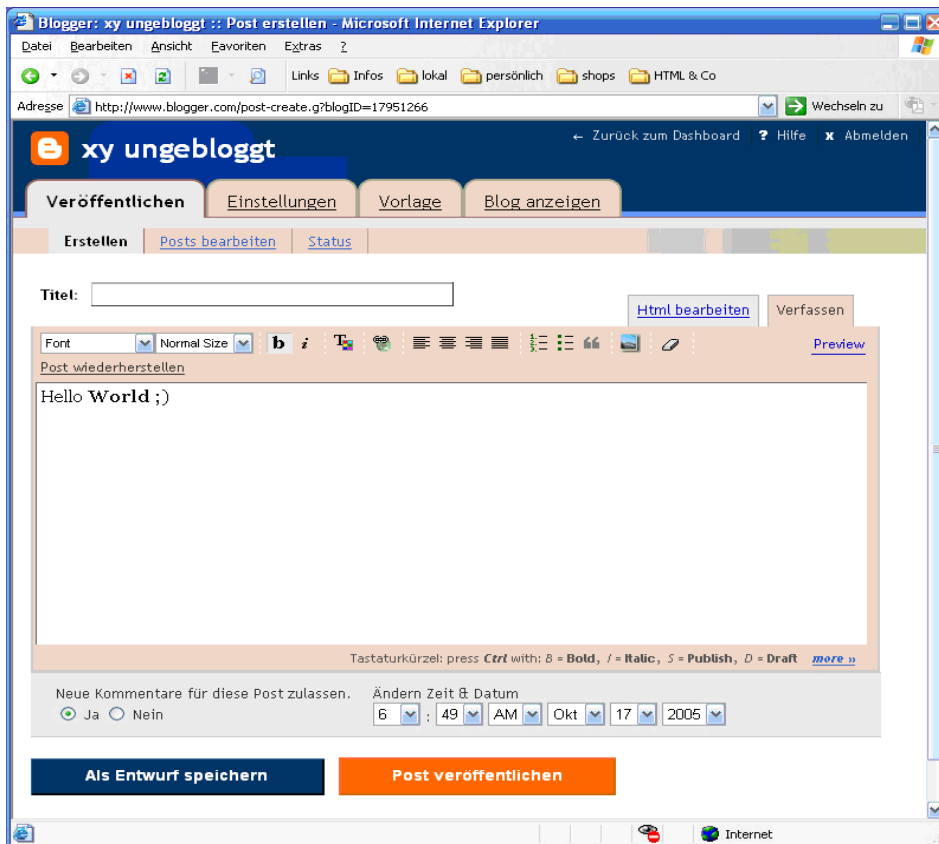 Blogger: xy ungebloggt :: Post erstellen - Microsoft Internet Explorer
Datei Bearbeiten Ansicht Favoriten Extras ?
Links Infos lokal persönlich shops HTML & Co
Adresse http://www.blogger.com/post-create.g?blogID=17951266 Wechseln zu
← Zurück zum Dashboard ? Hilfe x Abmelden
xy ungebloggt
Veröffentlichen Einstellungen Vorlage Blog anzeigen
Erstellen Posts bearbeiten Status
Titel:
Html bearbeiten Verfassen
Font Normal Size b i T Preview
Post wiederherstellen
Hello World ;)
Tastaturkürzel: press Ctrl with: B = Bold, I = Italic, S = Publish, D = Draft more »
Neue Kommentare für diese Post zulassen. Ändern Zeit & Datum
Ja Nein 6 : 49 AM Okt 17 2005
Als Entwurf speichern Post veröffentlichen
Internet